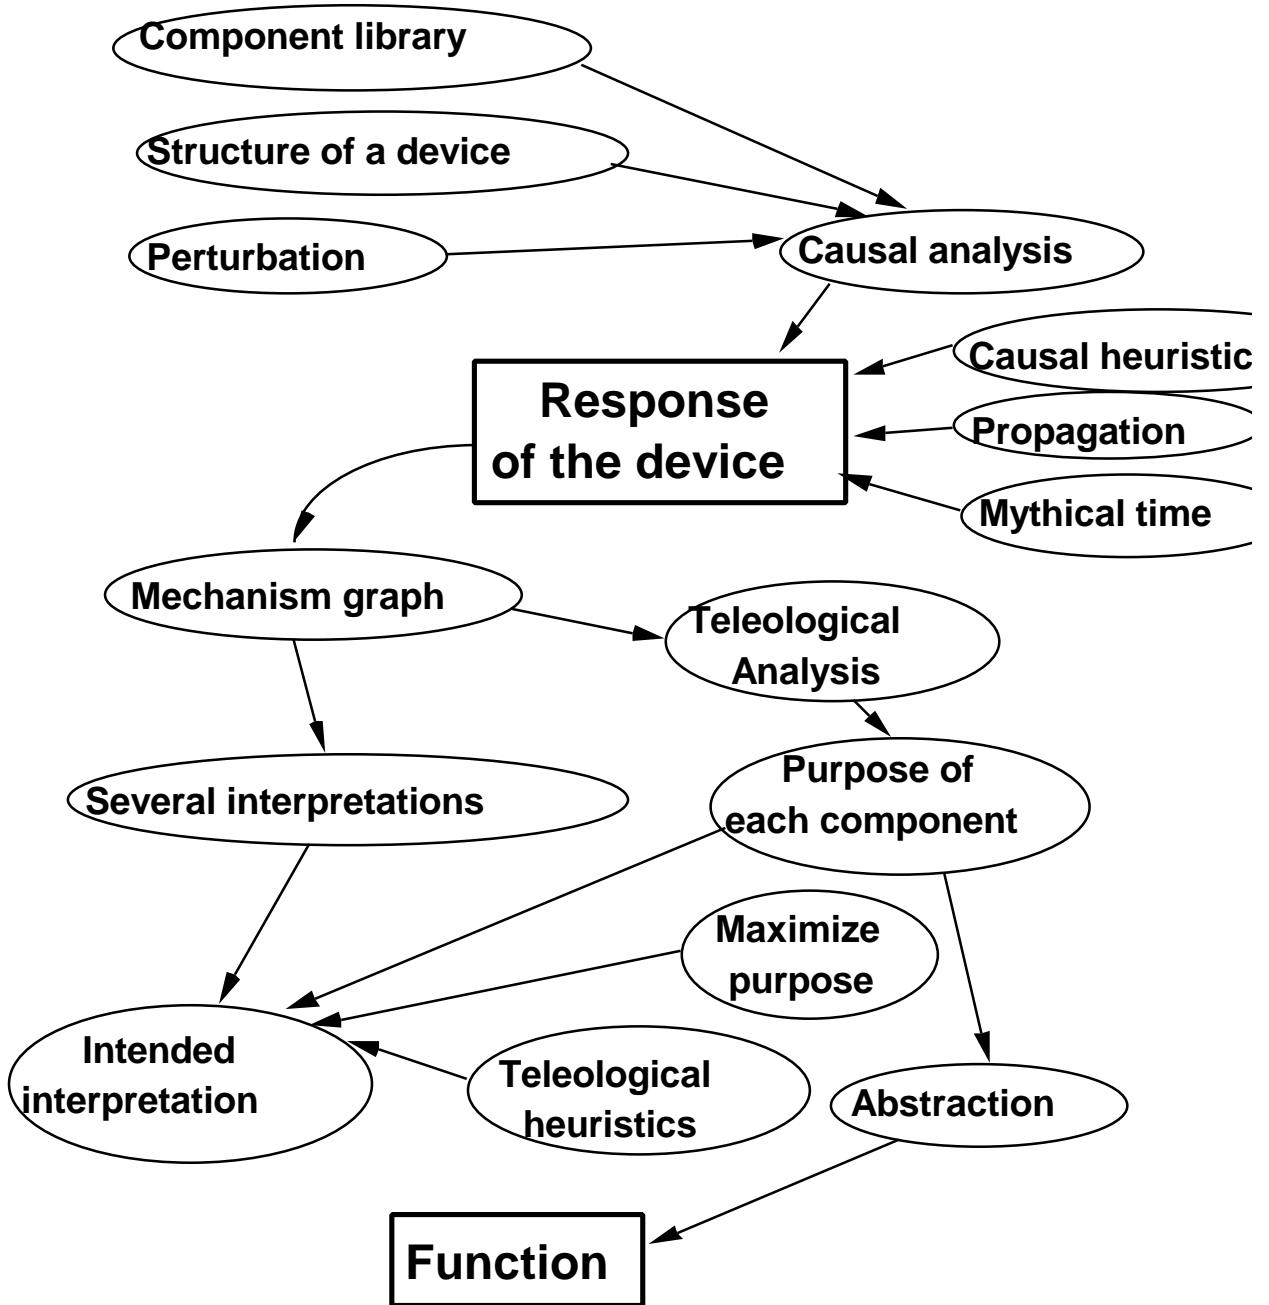 Component library
Structure of a device
Perturbation
Causal analysis
Causal heuristic
Response
of the device
Propagation
Mythical time
Mechanism graph
Teleological
Analysis
Several interpretations
Purpose of
each component
Maximize
purpose
Intended
interpretation
Teleological
heuristics
Abstraction
Function